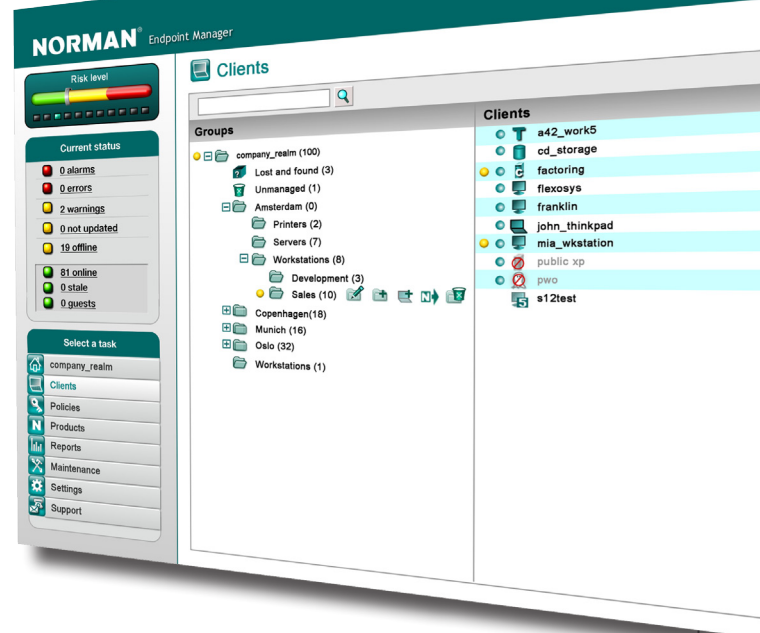 NORMAN® Endpoint Manager
Risk level
Current status
0 alarms
0 errors
2 warnings
0 not updated
19 offline
81 online
0 stale
0 guests
Select a task
company_realm
Clients
Policies
N Products
Reports
Maintenance
Settings
Support
Clients
Groups
company_realm (100)
? Lost and found (3)
Unmanaged (1)
Amsterdam (0)
Printers (2)
Servers (7)
Workstations (8)
Development (3)
Sales (10) N
Copenhagen(18)
Munich (16)
Oslo (32)
Workstations (1)
Clients
a42_work5
cd_storage
factoring
flexosys
franklin
john_thinkpad
mia_wkstation
public xp
pwo
5 s12test